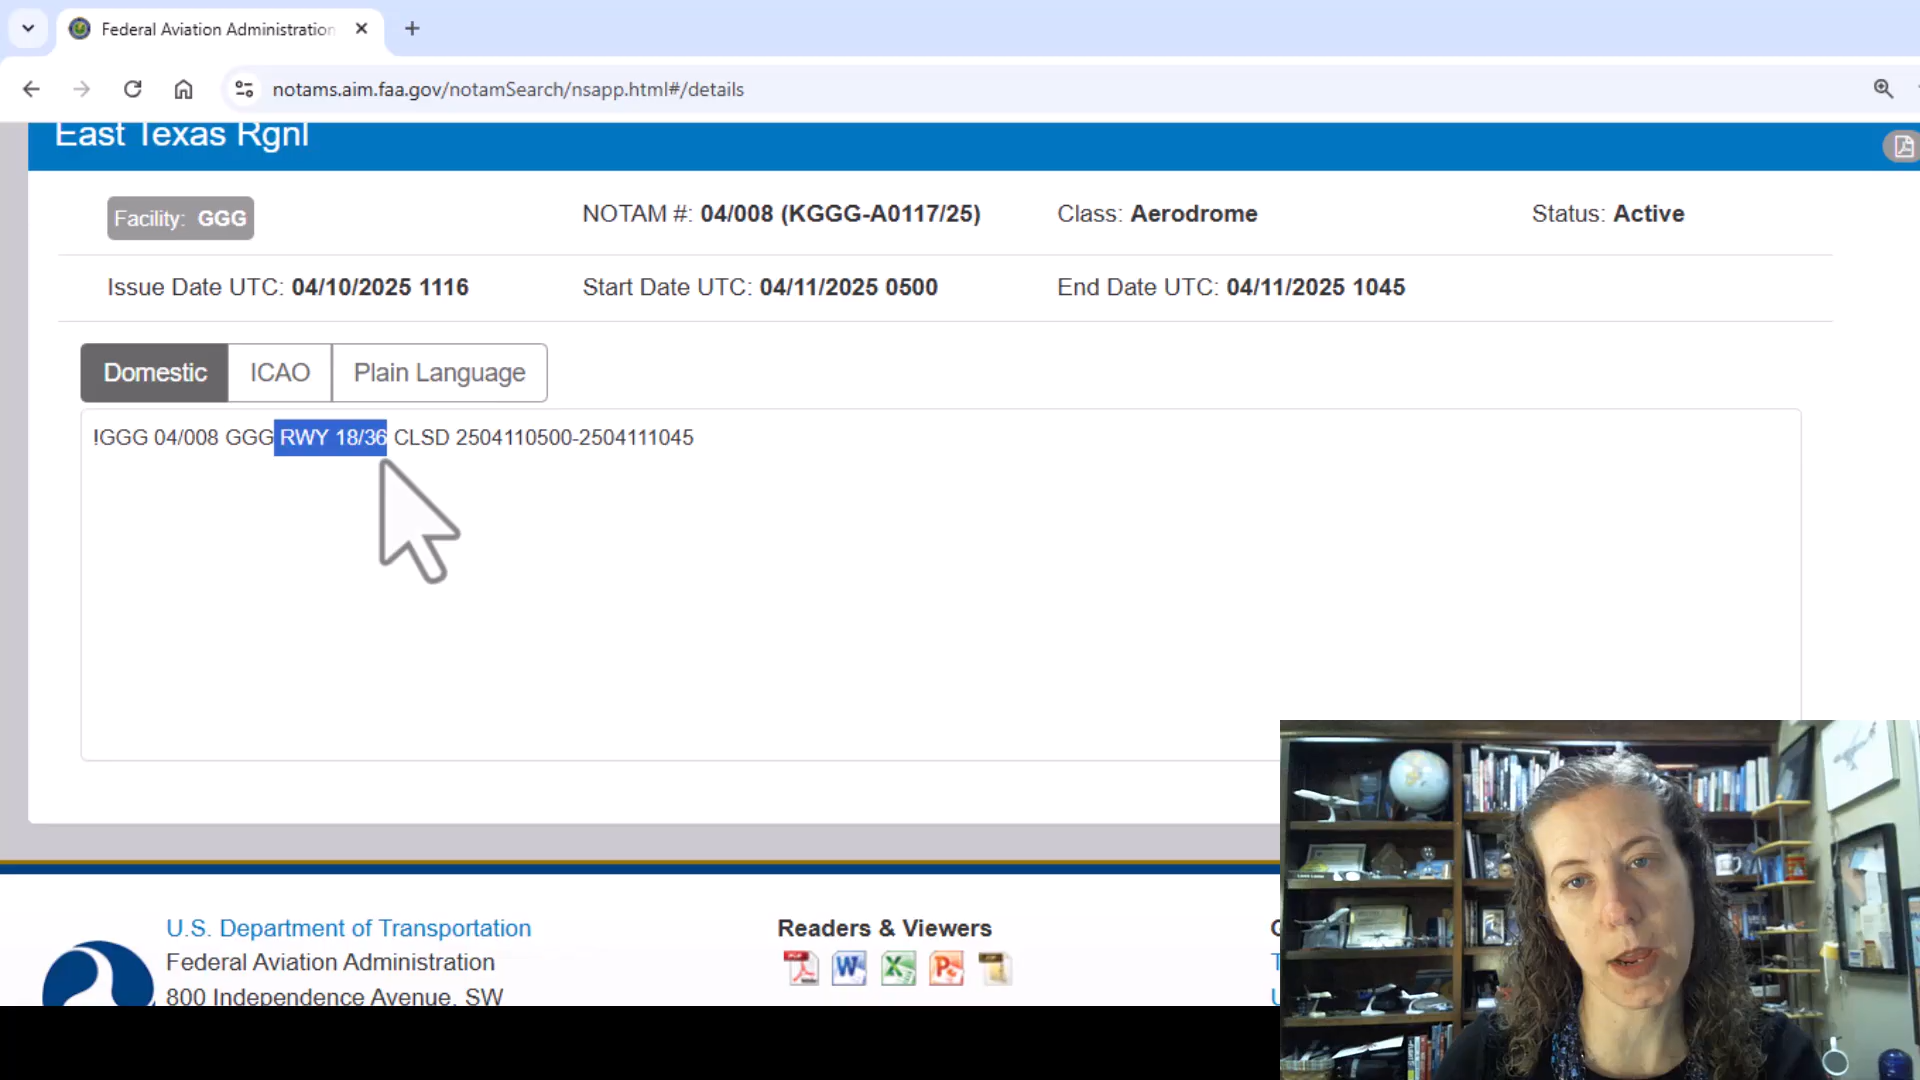 Federal Aviation Administration
notams.aim.faa.gov/notamSearch/nsapp.html#/details
East Texas Rgnl
Facility: GGG
NOTAM #: 04/008 (KGGG-A0117/25)
Class: Aerodrome
Status: Active
Issue Date UTC: 04/10/2025 1116
Start Date UTC: 04/11/2025 0500
End Date UTC: 04/11/2025 1045
Domestic
ICAO
Plain Language
!GGG 04/008 GGG RWY 18/36 CLSD 2504110500-2504111045
U.S. Department of Transportation
Federal Aviation Administration
800 Independence Avenue, SW
Readers & Viewers